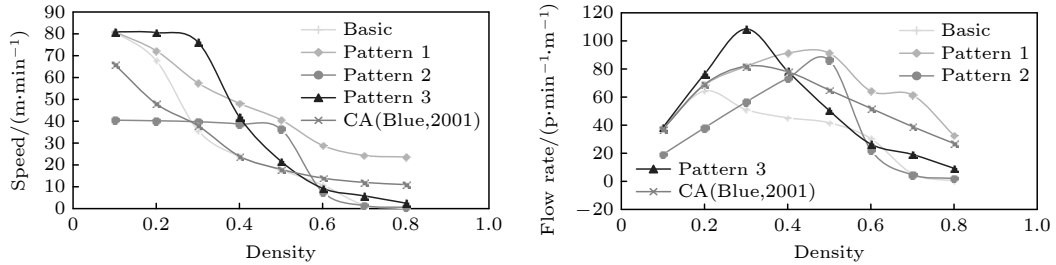 90
80
70
60
50
40
30
20
10
0
0
0.2
0.4
0.6
0.8
1.0
Speed/(m·min⁻¹)
Density
Basic
Pattern 1
Pattern 2
Pattern 3
CA(Blue,2001)
120
100
80
60
40
20
0
−20
0
0.2
0.4
0.6
0.8
1.0
Flow rate/(p·min⁻¹·m⁻¹)
Density
Basic
Pattern 1
Pattern 2
Pattern 3
CA(Blue,2001)